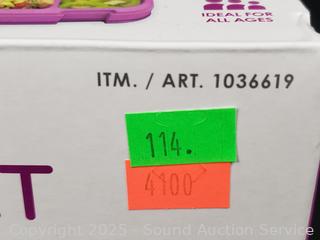 IDEAL FOR
ALL AGES
ITM. / ART. 1036619
114.
4100
T
Copyright 2025 - Sound Auction Service